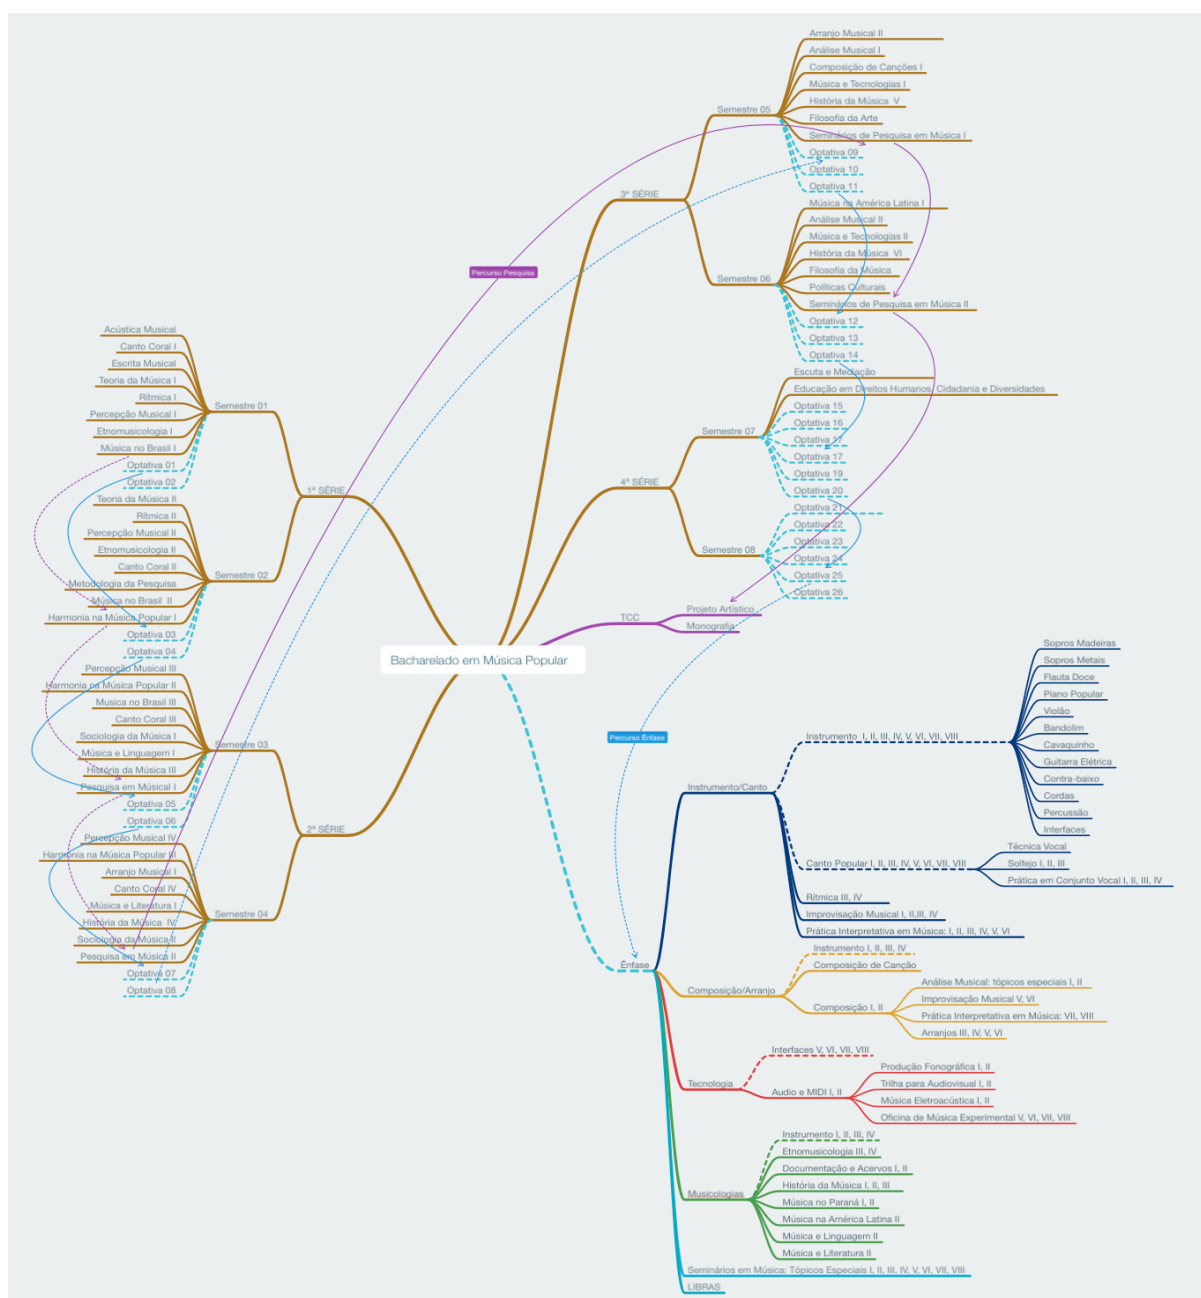 Bacharelado em Música Popular
1ª SÉRIE
Semestre 01
Acústica Musical
Canto Coral I
Escrita Musical
Teoria da Música I
Rítmica I
Percepção Musical I
Etnomusicologia I
Música no Brasil I
Optativa 01
Optativa 02
Semestre 02
Teoria da Música II
Rítmica II
Percepção Musical II
Etnomusicologia II
Canto Coral II
Metodologia da Pesquisa
Música no Brasil II
Harmonia na Música Popular I
Optativa 03
Optativa 04
2ª SÉRIE
Semestre 03
Percepção Musical III
Harmonia na Música Popular II
Musica no Brasil III
Canto Coral III
Sociologia da Música I
Música e Linguagem I
História da Música III
Pesquisa em Músical I
Optativa 05
Optativa 06
Semestre 04
Percepção Musical IV
Harmonia na Música Popular III
Arranjo Musical I
Canto Coral IV
Música e Literatura I
História da Música IV
Sociologia da Música II
Pesquisa em Música II
Optativa 07
Optativa 08
3ª SÉRIE
Semestre 05
Arranjo Musical II
Análise Musical I
Composição de Canções I
Música e Tecnologias I
História da Música V
Filosofia da Arte
Seminários de Pesquisa em Música I
Optativa 09
Optativa 10
Optativa 11
Semestre 06
Música na América Latina I
Análise Musical II
Música e Tecnologias II
História da Música VI
Filosofia da Música
Políticas Culturais
Seminários de Pesquisa em Música II
Optativa 12
Optativa 13
Optativa 14
Percurso Pesquisa
4ª SÉRIE
Semestre 07
Escuta e Mediação
Educação em Direitos Humanos, Cidadania e Diversidades
Optativa 15
Optativa 16
Optativa 17
Optativa 17
Optativa 19
Optativa 20
Semestre 08
Optativa 21
Optativa 22
Optativa 23
Optativa 24
Optativa 25
Optativa 26
TCC
Projeto Artístico
Monografia
Percurso Ênfase
Ênfase
Instrumento/Canto
Instrumento I, II, III, IV, V, VI, VII, VIII
Sopros Madeiras
Sopros Metais
Flauta Doce
Piano Popular
Violão
Bandolim
Cavaquinho
Guitarra Elétrica
Contra-baixo
Cordas
Percussão
Interfaces
Canto Popular I, II, III, IV, V, VI, VII, VIII
Técnica Vocal
Solfejo I, II, III
Prática em Conjunto Vocal I, II, III, IV
Rítmica III, IV
Improvisação Musical I, II,III, IV
Prática Interpretativa em Música: I, II, III, IV, V, VI
Composição/Arranjo
Instrumento I, II, III, IV
Composição de Canção
Composição I, II
Análise Musical: tópicos especiais I, II
Improvisação Musical V, VI
Prática Interpretativa em Música: VII, VIII
Arranjos III, IV, V, VI
Tecnologia
Interfaces V, VI, VII, VIII
Audio e MIDI I, II
Produção Fonográfica I, II
Trilha para Audiovisual I, II
Música Eletroacústica I, II
Oficina de Música Experimental V, VI, VII, VIII
Musicologias
Instrumento I, II, III, IV
Etnomusicologia III, IV
Documentação e Acervos I, II
História da Música I, II, III
Música no Paraná I, II
Música na América Latina II
Música e Linguagem II
Música e Literatura II
Seminários em Música: Tópicos Especiais I, II, III, IV, V, VI, VII, VIII
LIBRAS